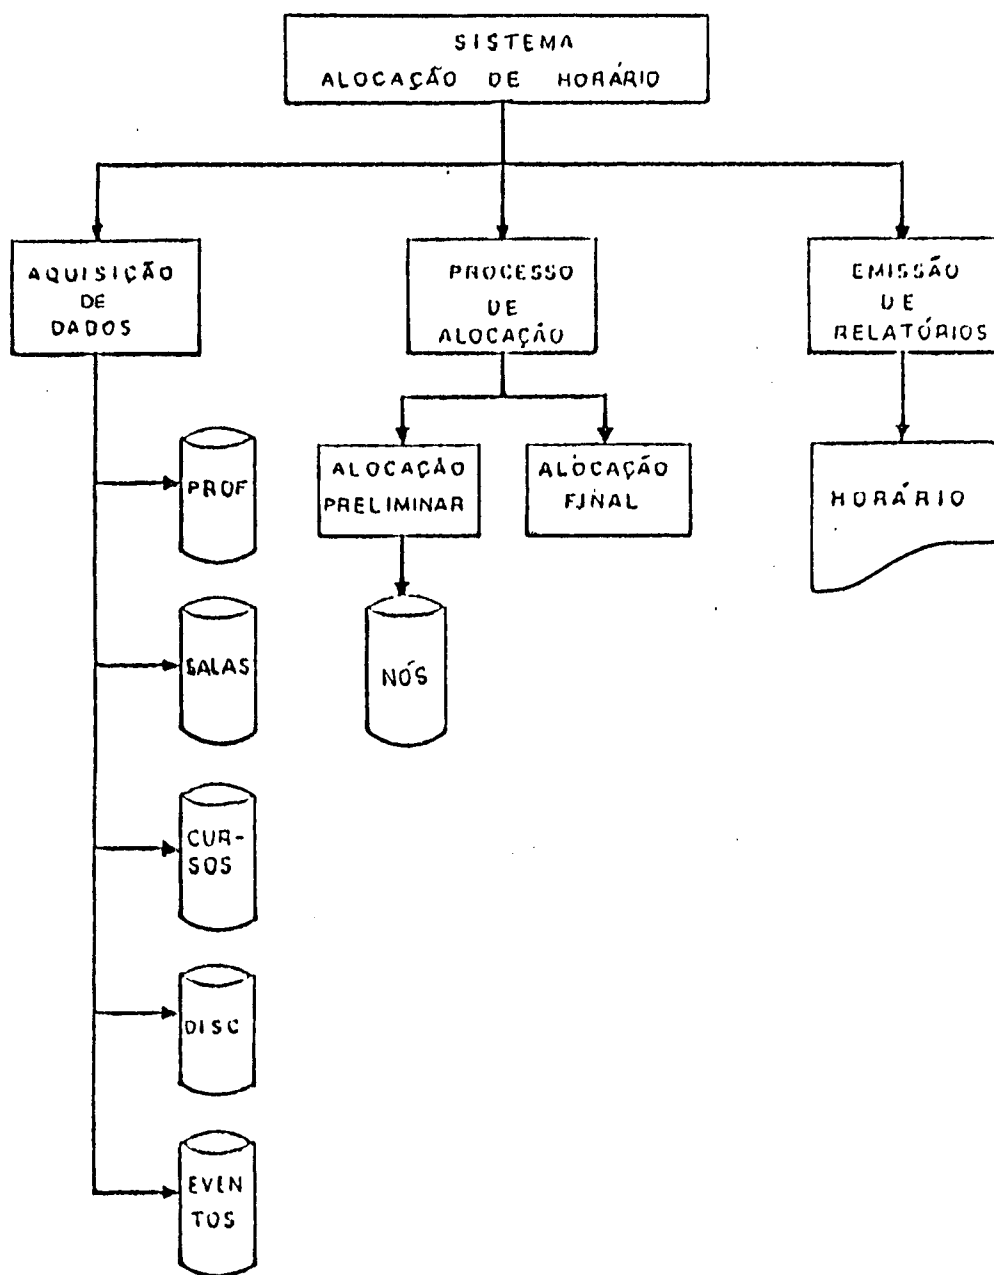 SISTEMA
ALOCAÇÃO DE HORÁRIO
AQUISIÇÃO
DE
DADOS
PROCESSO
DE
ALOCAÇÃO
EMISSÃO
DE
RELATÓRIOS
PROF
ALOCAÇÃO
PRELIMINAR
ALOCAÇÃO
FINAL
HORÁRIO
SALAS
NÓS
CUR-
SOS
DISC
EVEN
TOS